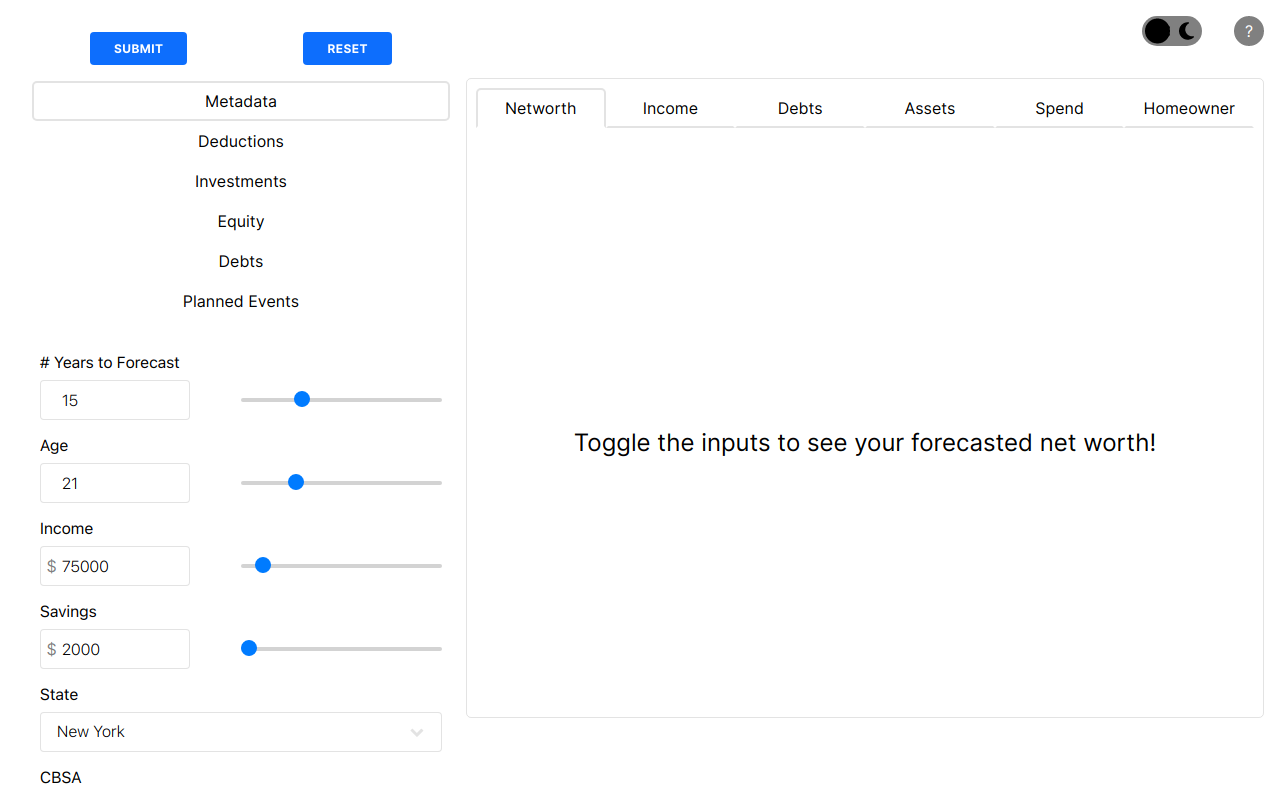 SUBMIT
RESET
?
Metadata
Deductions
Investments
Equity
Debts
Planned Events
# Years to Forecast
15
Age
21
Income
$ 75000
Savings
$ 2000
State
New York
CBSA
Networth Income Debts Assets Spend Homeowner
Toggle the inputs to see your forecasted net worth!